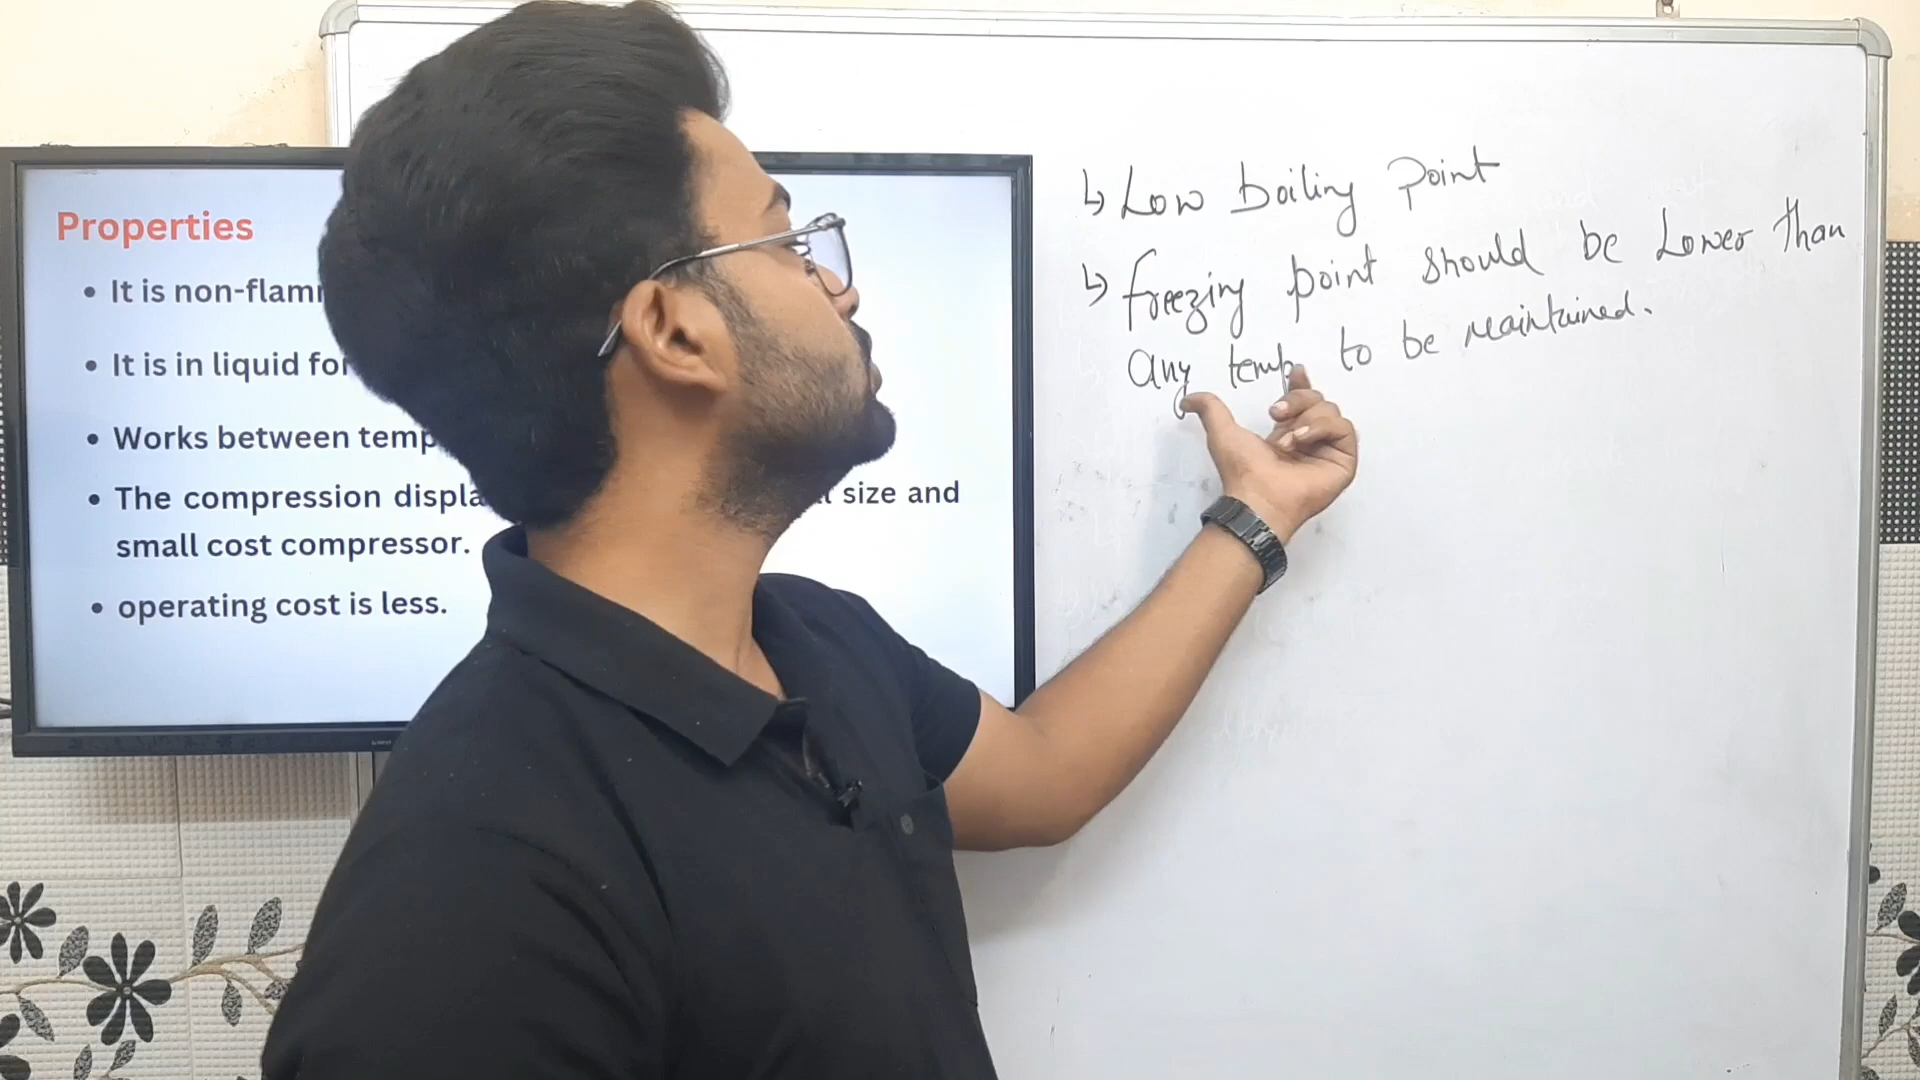 Properties
It is non-flam
It is in liquid for
Works between temp
The compression displa size and
small cost compressor.
operating cost is less.
↳ Low boiling point
↳ freezing point should be Lower than
any temp to be maintained.